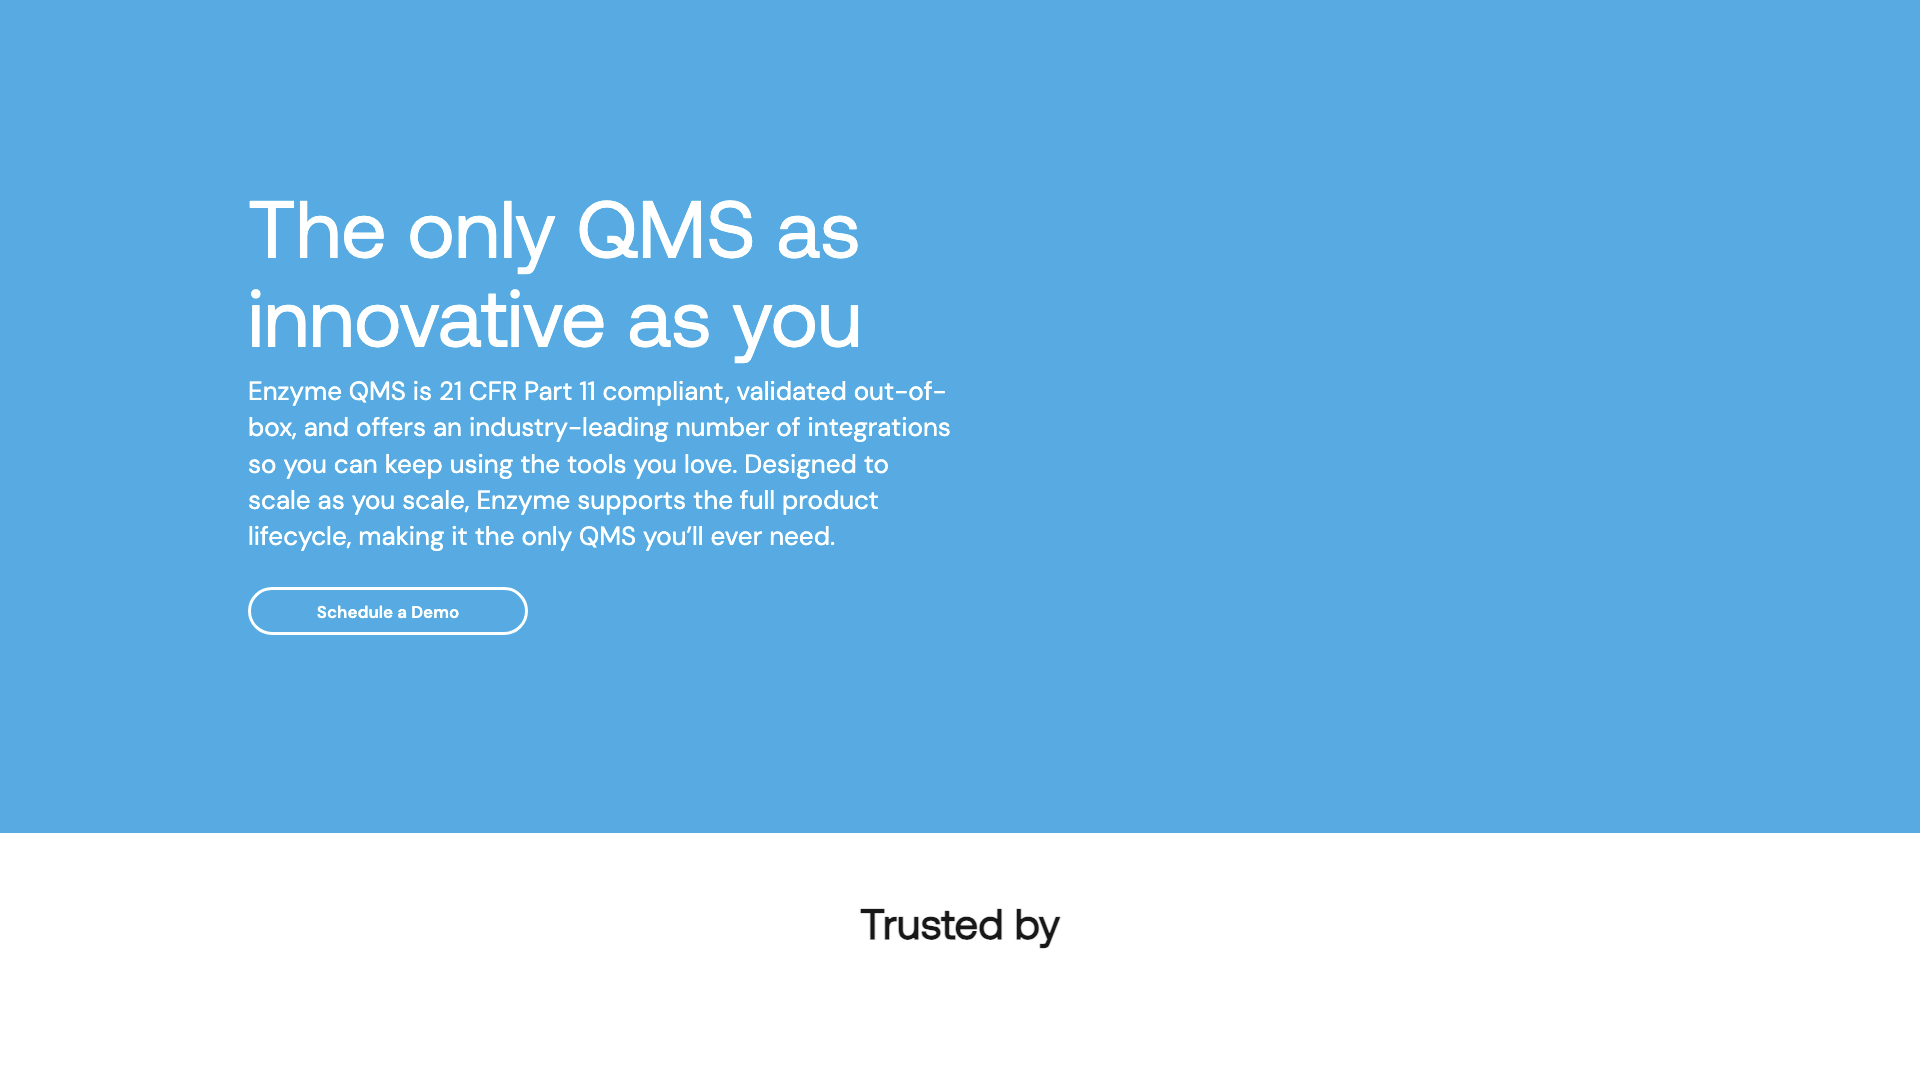 The only QMS as
innovative as you
Enzyme QMS is 21 CFR Part 11 compliant, validated out-of-
box, and offers an industry-leading number of integrations
so you can keep using the tools you love. Designed to
scale as you scale, Enzyme supports the full product
lifecycle, making it the only QMS you’ll ever need.
Schedule a Demo
Trusted by